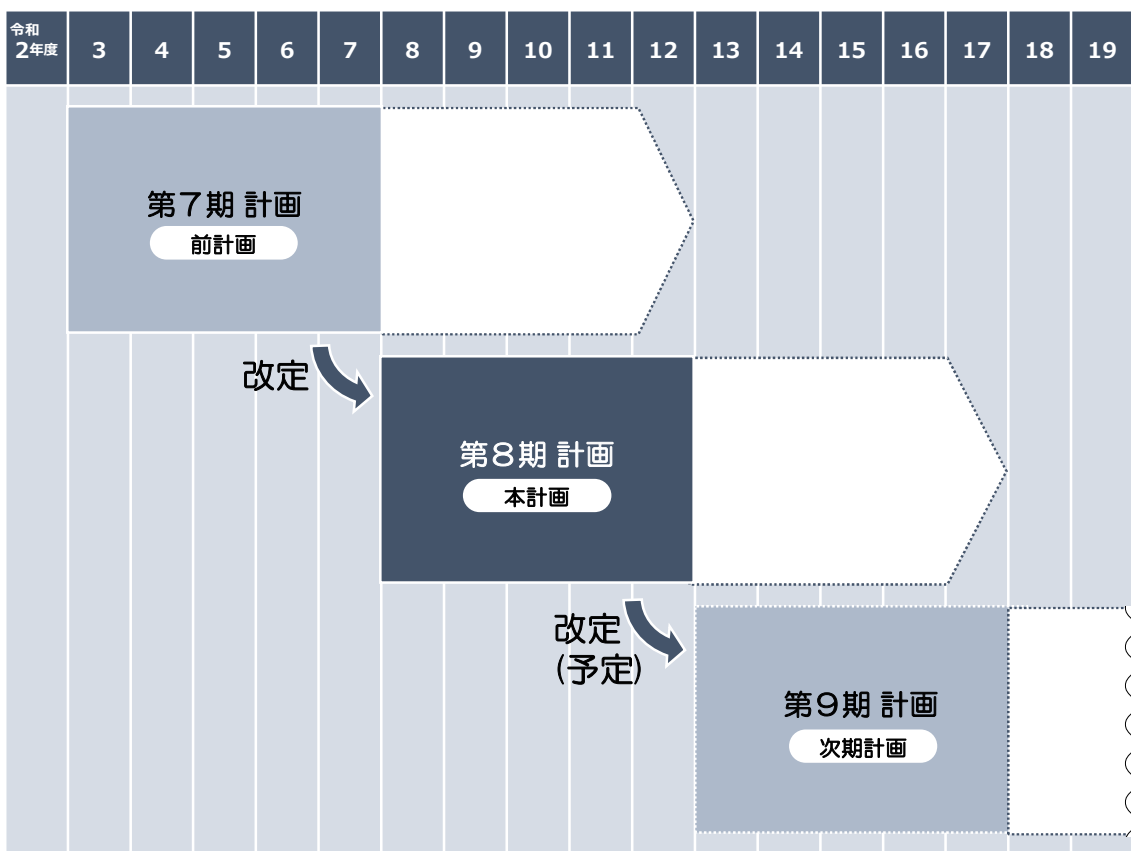 令和
2年度 3 4 5 6 7 8 9 10 11 12 13 14 15 16 17 18 19
第7期 計画
前計画
改定
第8期 計画
本計画
改定
(予定)
第9期 計画
次期計画